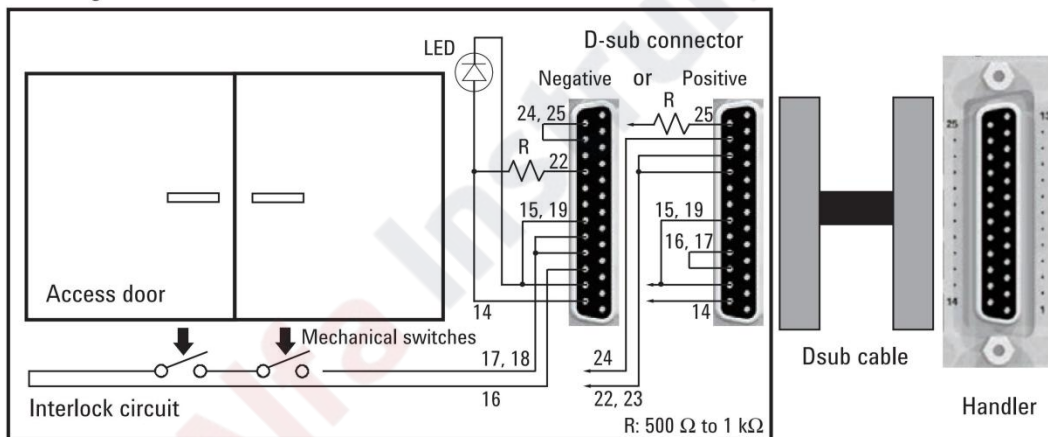 LED
D-sub connector
Negative or Positive
24, 25
R
25
R
22
15, 19
15, 19
16, 17
Access door
14
14
Mechanical switches
17, 18
24
16
22, 23
Interlock circuit
R: 500 Ω to 1 kΩ
Dsub cable
Handler
25
13
14
1
Alfa Instru